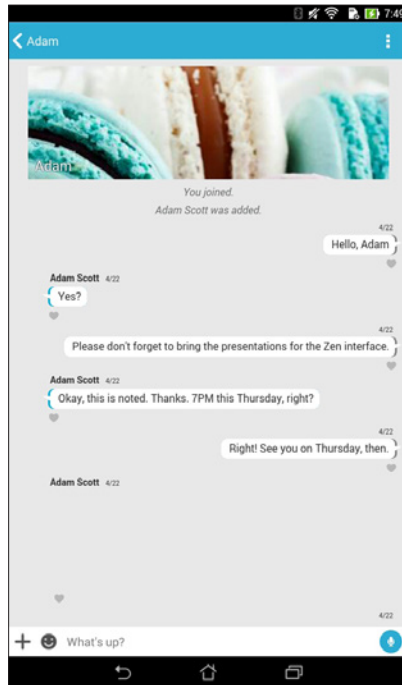 7:49
Adam
Adam
You joined.
Adam Scott was added.
4/22
Hello, Adam
Adam Scott 4/22
Yes?
4/22
Please don't forget to bring the presentations for the Zen interface.
Adam Scott 4/22
Okay, this is noted. Thanks. 7PM this Thursday, right?
4/22
Right! See you on Thursday, then.
Adam Scott 4/22
4/22
What's up?